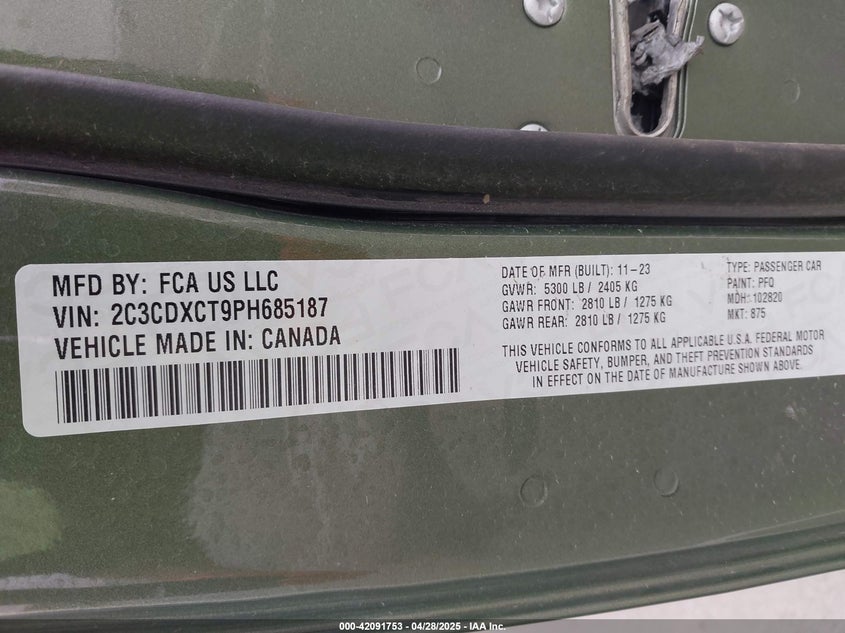 MFD BY: FCA US LLC
VIN: 2C3CDXCT9PH685187
VEHICLE MADE IN: CANADA
DATE OF MFR (BUILT): 11-23
GVWR: 5300 LB / 2405 KG
GAWR FRONT: 2810 LB / 1275 KG
GAWR REAR: 2810 LB / 1275 KG
TYPE: PASSENGER CAR
PAINT: PFQ
MDH: 102820
MKT: 875
THIS VEHICLE CONFORMS TO ALL APPLICABLE U.S.A. FEDERAL MOTOR
VEHICLE SAFETY, BUMPER, AND THEFT PREVENTION STANDARDS
IN EFFECT ON THE DATE OF MANUFACTURE SHOWN ABOVE.
000-42091753 04/28/2025 - IAA Inc.